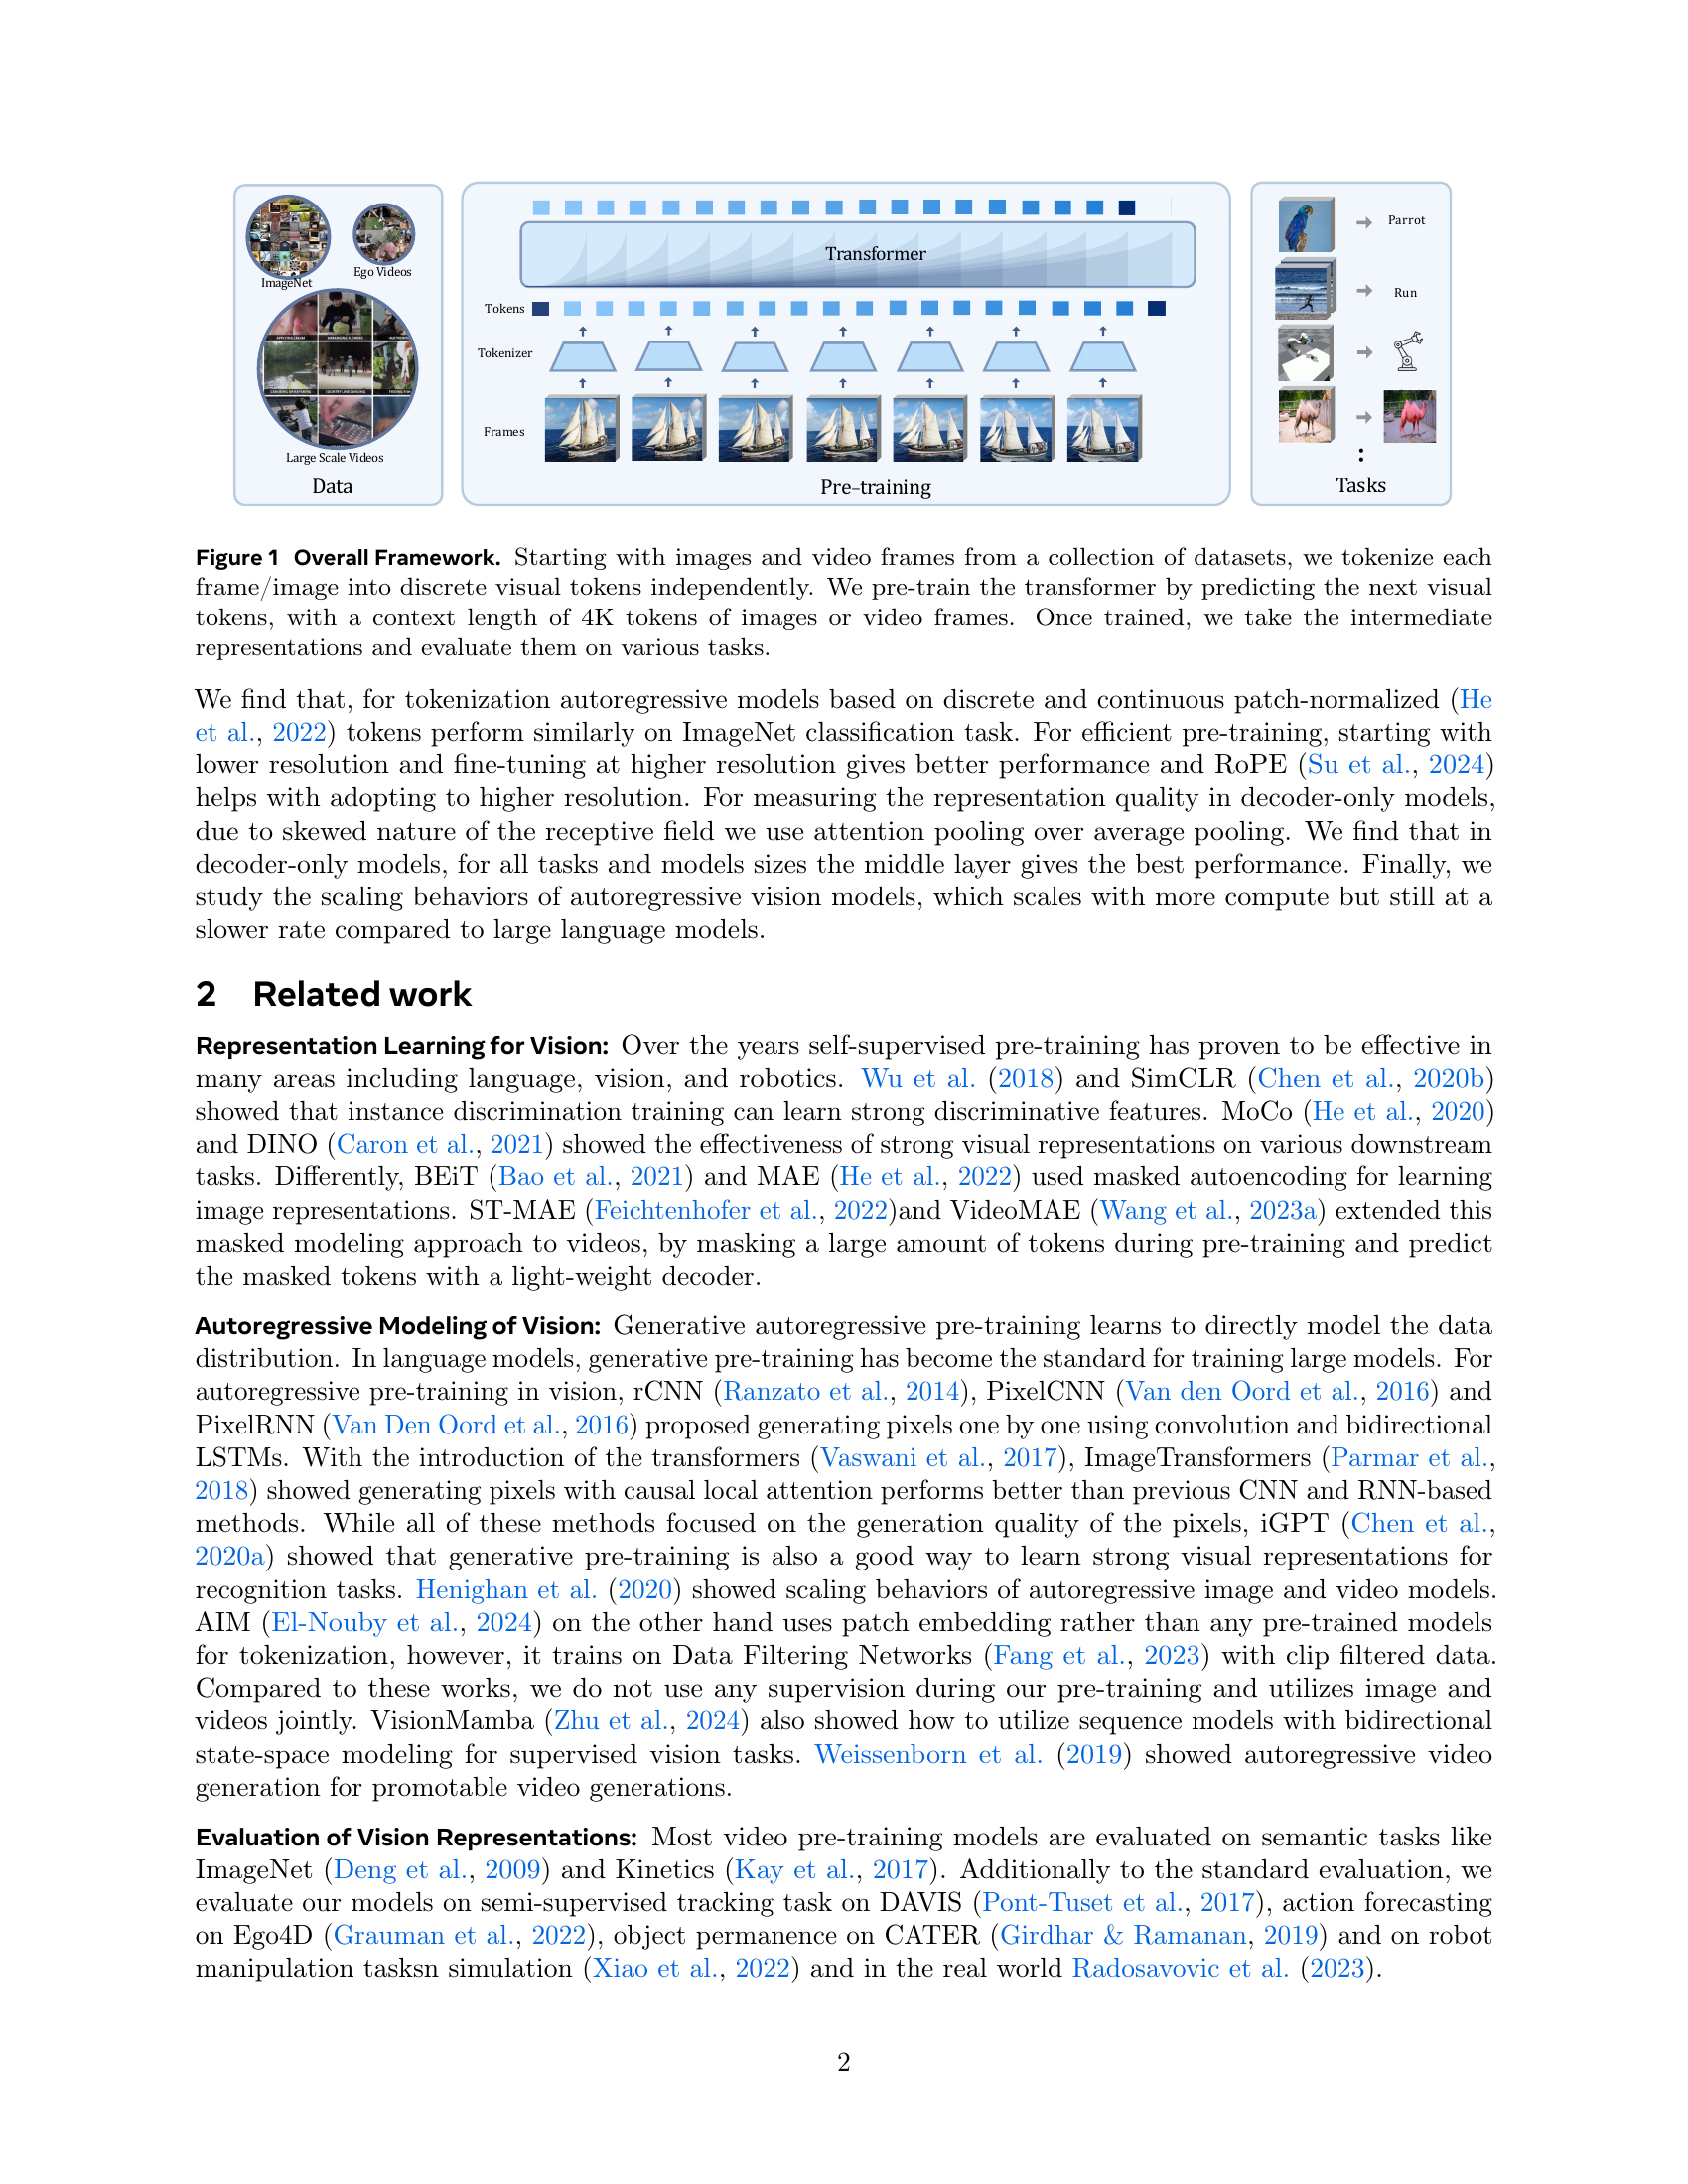 ImageNet
Ego Videos
Large Scale Videos
Data
Transformer
Tokens
Tokenizer
Frames
Pre-training
Parrot
Run
:
Tasks
Figure 1 Overall Framework. Starting with images and video frames from a collection of datasets, we tokenize each
frame/image into discrete visual tokens independently. We pre-train the transformer by predicting the next visual
tokens, with a context length of 4K tokens of images or video frames. Once trained, we take the intermediate
representations and evaluate them on various tasks.
We find that, for tokenization autoregressive models based on discrete and continuous patch-normalized (He
et al., 2022) tokens perform similarly on ImageNet classification task. For efficient pre-training, starting with
lower resolution and fine-tuning at higher resolution gives better performance and RoPE (Su et al., 2024)
helps with adopting to higher resolution. For measuring the representation quality in decoder-only models,
due to skewed nature of the receptive field we use attention pooling over average pooling. We find that in
decoder-only models, for all tasks and models sizes the middle layer gives the best performance. Finally, we
study the scaling behaviors of autoregressive vision models, which scales with more compute but still at a
slower rate compared to large language models.
2 Related work
Representation Learning for Vision: Over the years self-supervised pre-training has proven to be effective in
many areas including language, vision, and robotics. Wu et al. (2018) and SimCLR (Chen et al., 2020b)
showed that instance discrimination training can learn strong discriminative features. MoCo (He et al., 2020)
and DINO (Caron et al., 2021) showed the effectiveness of strong visual representations on various downstream
tasks. Differently, BEiT (Bao et al., 2021) and MAE (He et al., 2022) used masked autoencoding for learning
image representations. ST-MAE (Feichtenhofer et al., 2022)and VideoMAE (Wang et al., 2023a) extended this
masked modeling approach to videos, by masking a large amount of tokens during pre-training and predict
the masked tokens with a light-weight decoder.
Autoregressive Modeling of Vision: Generative autoregressive pre-training learns to directly model the data
distribution. In language models, generative pre-training has become the standard for training large models. For
autoregressive pre-training in vision, rCNN (Ranzato et al., 2014), PixelCNN (Van den Oord et al., 2016) and
PixelRNN (Van Den Oord et al., 2016) proposed generating pixels one by one using convolution and bidirectional
LSTMs. With the introduction of the transformers (Vaswani et al., 2017), ImageTransformers (Parmar et al.,
2018) showed generating pixels with causal local attention performs better than previous CNN and RNN-based
methods. While all of these methods focused on the generation quality of the pixels, iGPT (Chen et al.,
2020a) showed that generative pre-training is also a good way to learn strong visual representations for
recognition tasks. Henighan et al. (2020) showed scaling behaviors of autoregressive image and video models.
AIM (El-Nouby et al., 2024) on the other hand uses patch embedding rather than any pre-trained models
for tokenization, however, it trains on Data Filtering Networks (Fang et al., 2023) with clip filtered data.
Compared to these works, we do not use any supervision during our pre-training and utilizes image and
videos jointly. VisionMamba (Zhu et al., 2024) also showed how to utilize sequence models with bidirectional
state-space modeling for supervised vision tasks. Weissenborn et al. (2019) showed autoregressive video
generation for promotable video generations.
Evaluation of Vision Representations: Most video pre-training models are evaluated on semantic tasks like
ImageNet (Deng et al., 2009) and Kinetics (Kay et al., 2017). Additionally to the standard evaluation, we
evaluate our models on semi-supervised tracking task on DAVIS (Pont-Tuset et al., 2017), action forecasting
on Ego4D (Grauman et al., 2022), object permanence on CATER (Girdhar & Ramanan, 2019) and on robot
manipulation tasksn simulation (Xiao et al., 2022) and in the real world Radosavovic et al. (2023).
2